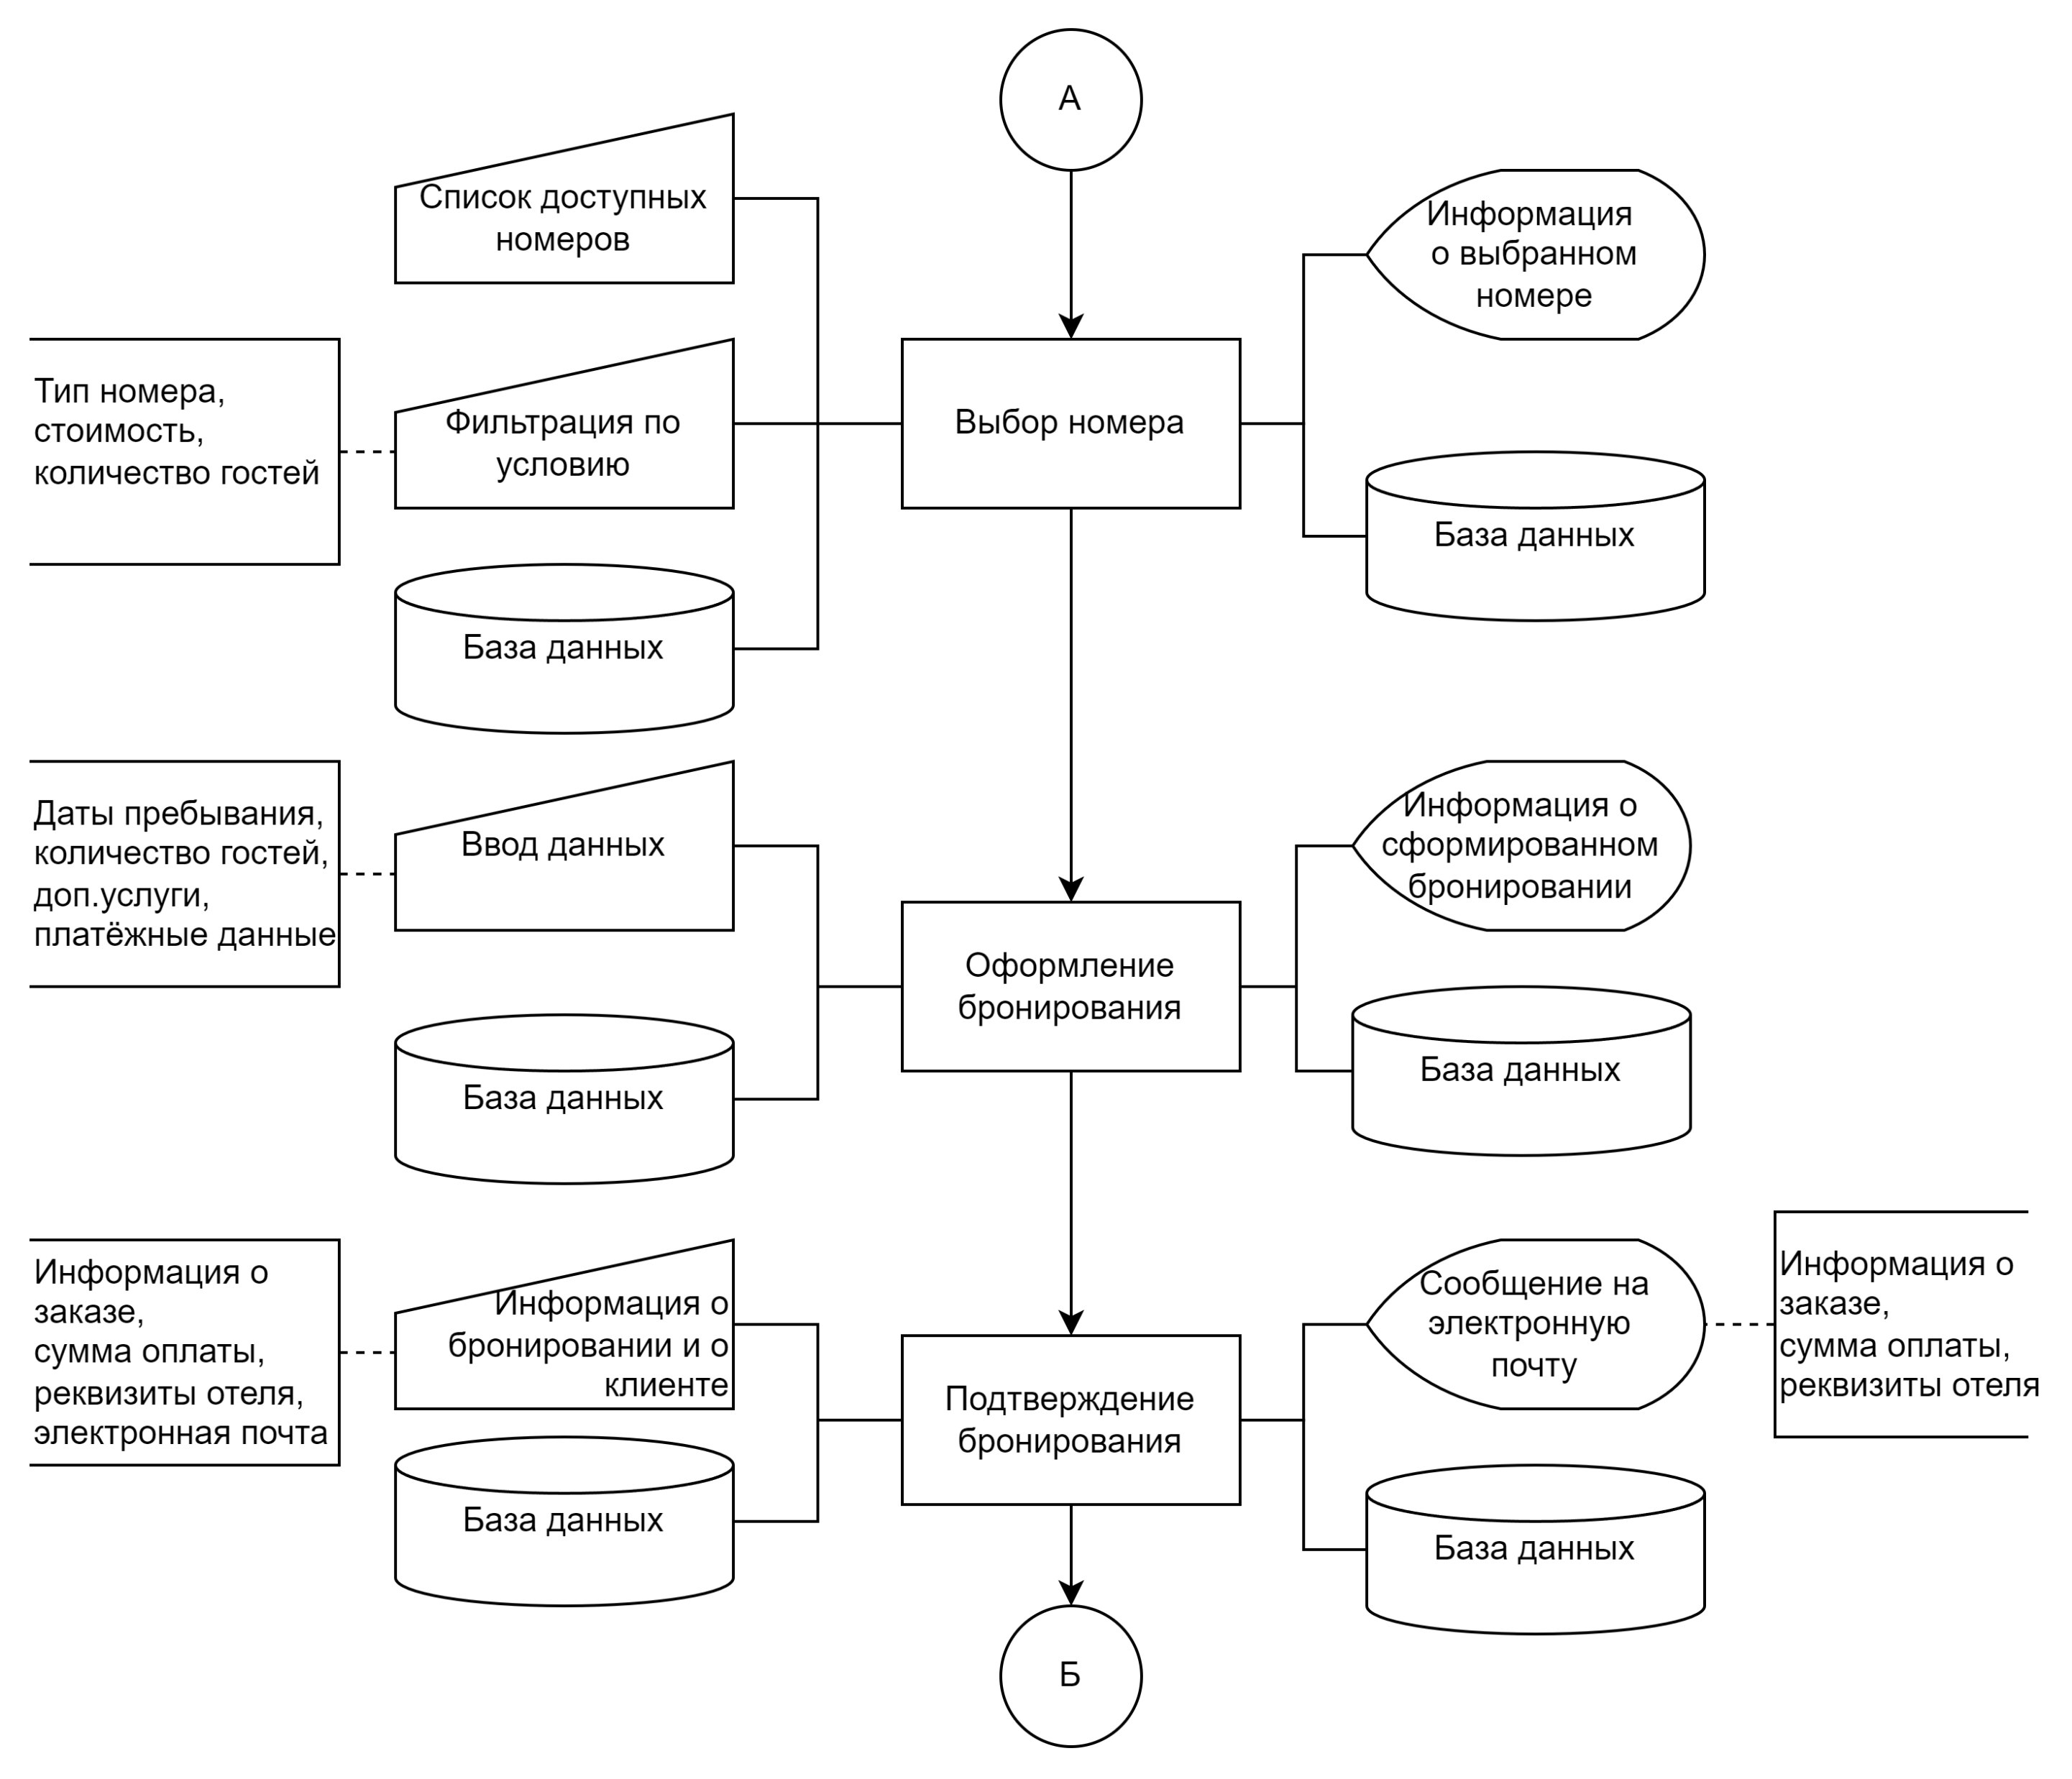 А
Список доступных
номеров
Информация
о выбранном
номере
Тип номера,
стоимость,
количество гостей
Фильтрация по
условию
Выбор номера
База данных
База данных
Даты пребывания,
количество гостей,
доп.услуги,
платёжные данные
Ввод данных
Информация о
сформированном
бронировании
Оформление
бронирования
База данных
База данных
Информация о
заказе,
сумма оплаты,
реквизиты отеля,
электронная почта
Информация о
бронировании и о
клиенте
Подтверждение
бронирования
Сообщение на
электронную
почту
Информация о
заказе,
сумма оплаты,
реквизиты отеля
База данных
База данных
Б